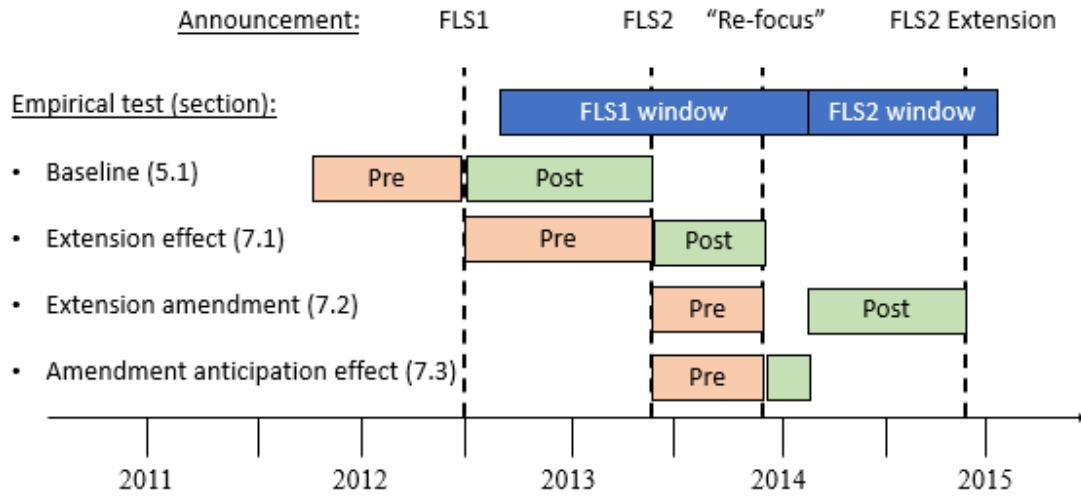 Announcement: FLS1 FLS2 “Re-focus” FLS2 Extension
Empirical test (section): FLS1 window FLS2 window
• Baseline (5.1) Pre Post
• Extension effect (7.1) Pre Post
• Extension amendment (7.2) Pre Post
• Amendment anticipation effect (7.3) Pre
2011 2012 2013 2014 2015